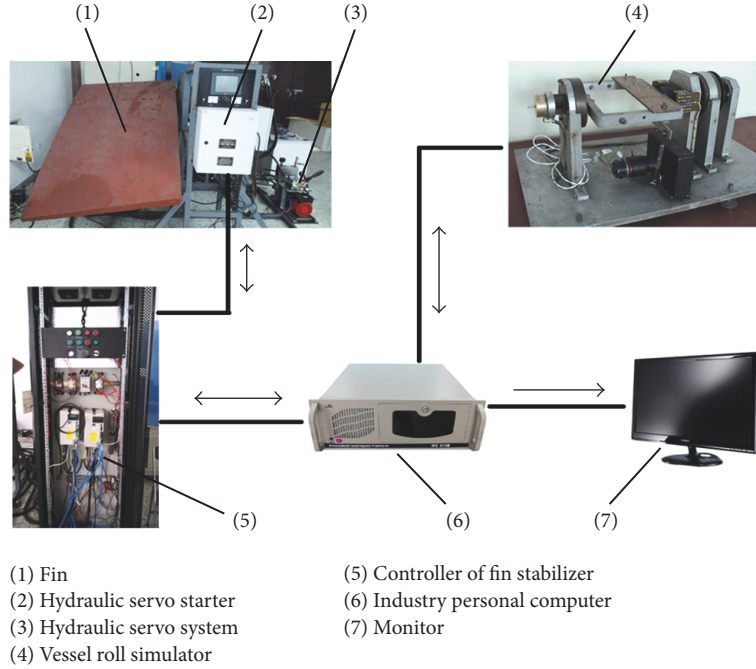 (1)
(2)
(3)
(4)
(5)
(6)
(7)
(1) Fin
(2) Hydraulic servo starter
(3) Hydraulic servo system
(4) Vessel roll simulator
(5) Controller of fin stabilizer
(6) Industry personal computer
(7) Monitor